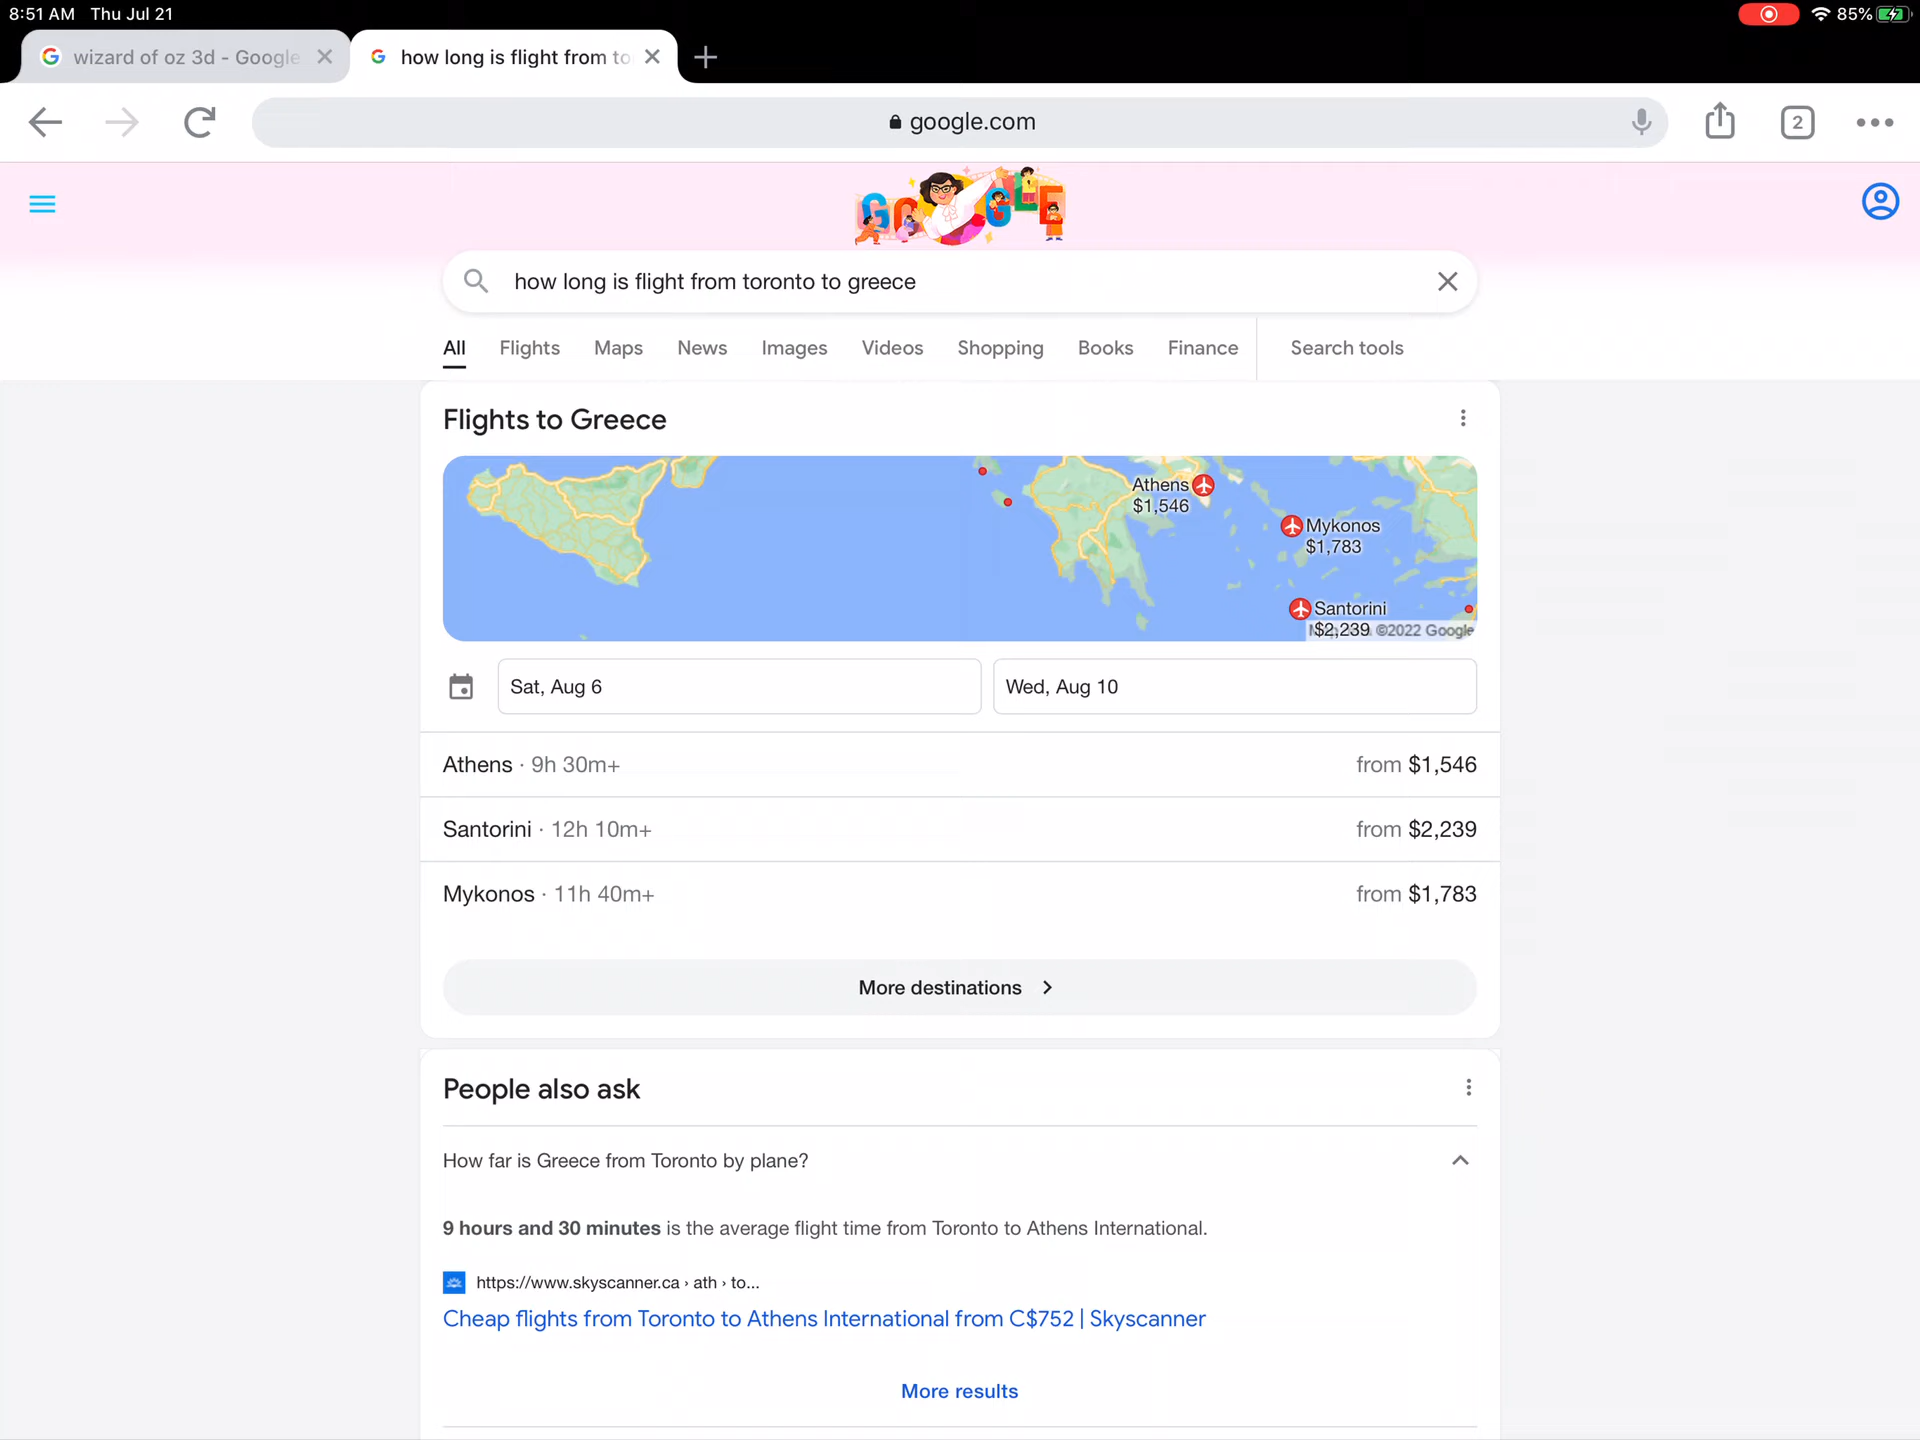 8:51 AM Thu Jul 21
85%
wizard of oz 3d - Google
how long is flight from to
google.com
2
GOOGLE
how long is flight from toronto to greece
All Flights Maps News Images Videos Shopping Books Finance Search tools
Flights to Greece
Athens
$1,546
Mykonos
$1,783
Santorini
$2,239 ©2022 Google
Sat, Aug 6
Wed, Aug 10
Athens · 9h 30m+ from $1,546
Santorini · 12h 10m+ from $2,239
Mykonos · 11h 40m+ from $1,783
More destinations
People also ask
How far is Greece from Toronto by plane?
9 hours and 30 minutes is the average flight time from Toronto to Athens International.
https://www.skyscanner.ca › ath › to...
Cheap flights from Toronto to Athens International from C$752 | Skyscanner
More results